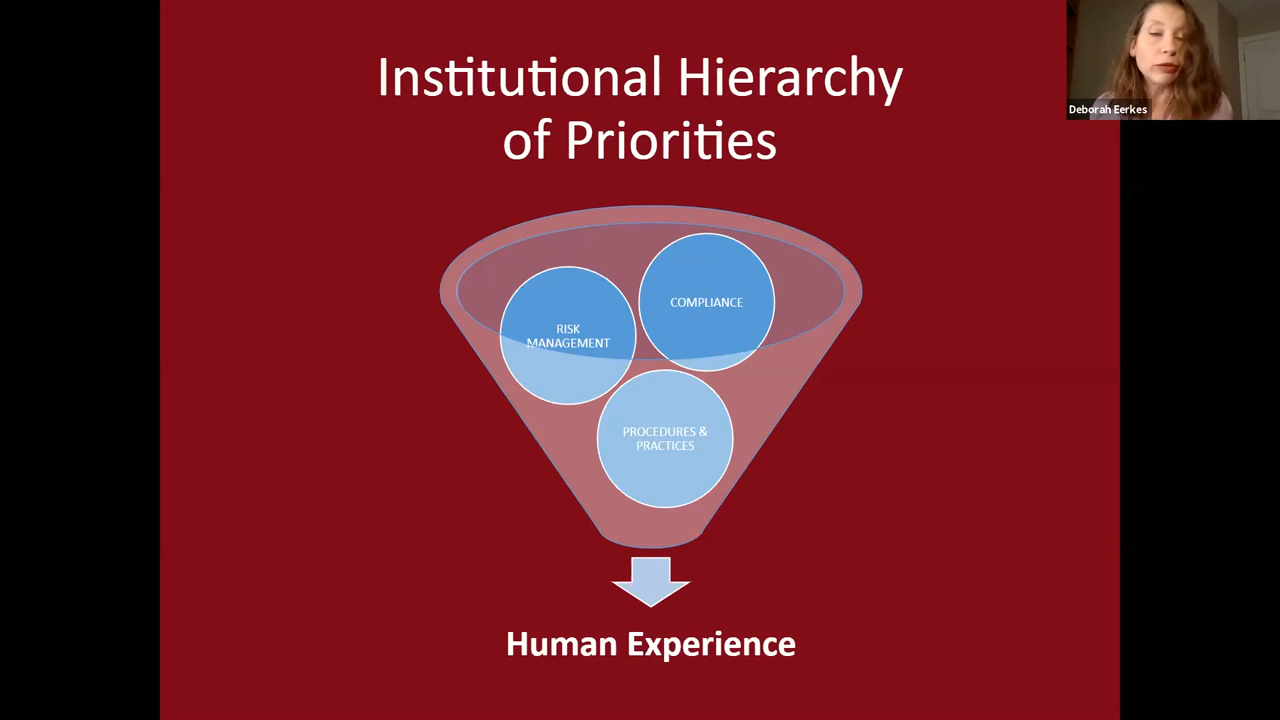 Institutional Hierarchy
of Priorities
Deborah Eerkes
COMPLIANCE
RISK
MANAGEMENT
PROCEDURES &
PRACTICES
Human Experience